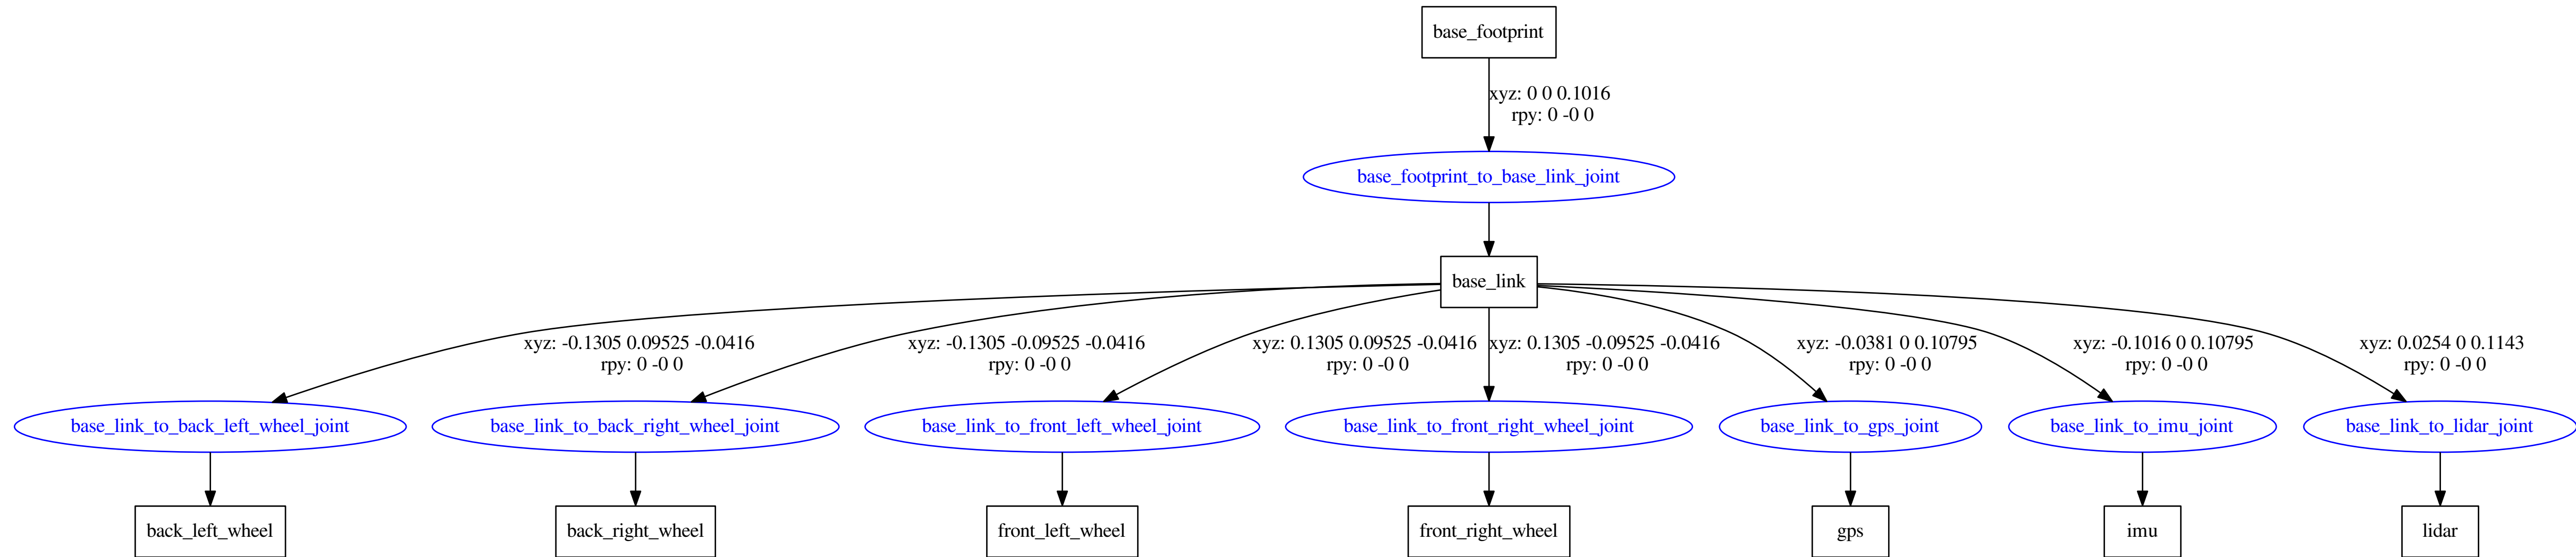 base_footprint
xyz: 0 0 0.1016
rpy: 0 -0 0
base_footprint_to_base_link_joint
base_link
xyz: -0.1305 0.09525 -0.0416
rpy: 0 -0 0
xyz: -0.1305 -0.09525 -0.0416
rpy: 0 -0 0
xyz: 0.1305 0.09525 -0.0416
rpy: 0 -0 0
xyz: 0.1305 -0.09525 -0.0416
rpy: 0 -0 0
xyz: -0.0381 0 0.10795
rpy: 0 -0 0
xyz: -0.1016 0 0.10795
rpy: 0 -0 0
xyz: 0.0254 0 0.1143
rpy: 0 -0 0
base_link_to_back_left_wheel_joint
base_link_to_back_right_wheel_joint
base_link_to_front_left_wheel_joint
base_link_to_front_right_wheel_joint
base_link_to_gps_joint
base_link_to_imu_joint
base_link_to_lidar_joint
back_left_wheel
back_right_wheel
front_left_wheel
front_right_wheel
gps
imu
lidar